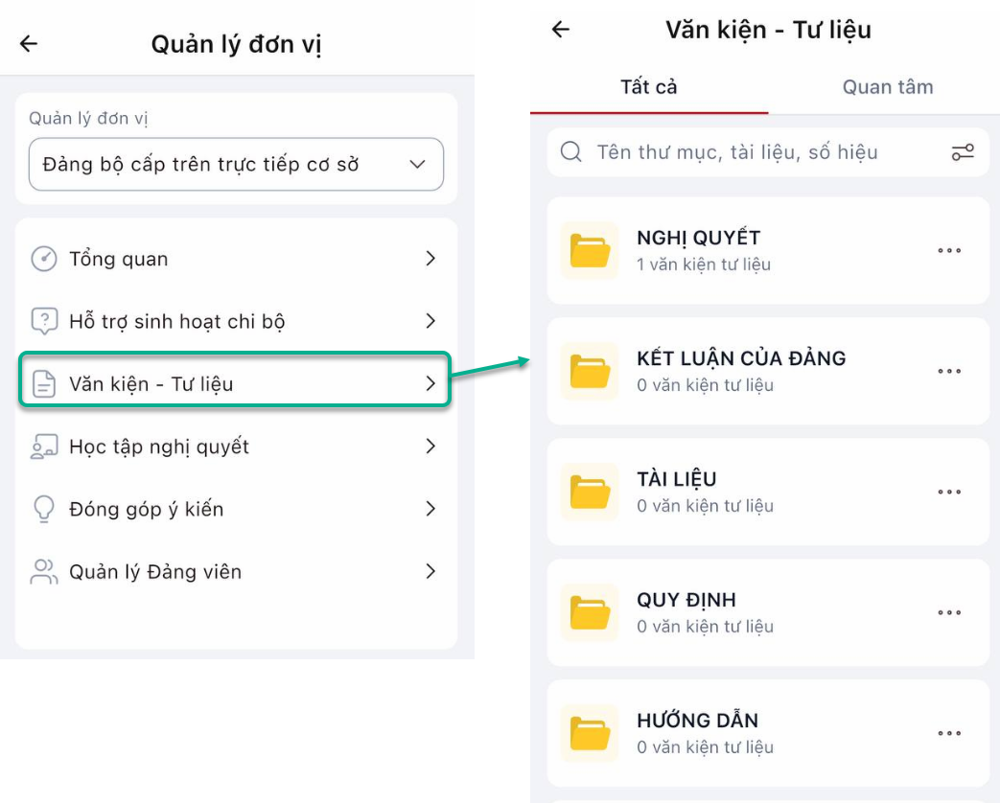 Quản lý đơn vị
Quản lý đơn vị
Đảng bộ cấp trên trực tiếp cơ sở
Tổng quan
Hỗ trợ sinh hoạt chi bộ
Văn kiện - Tư liệu
Học tập nghị quyết
Đóng góp ý kiến
Quản lý Đảng viên
Văn kiện - Tư liệu
Tất cả
Quan tâm
Tên thư mục, tài liệu, số hiệu
NGHỊ QUYẾT
1 văn kiện tư liệu
KẾT LUẬN CỦA ĐẢNG
0 văn kiện tư liệu
TÀI LIỆU
0 văn kiện tư liệu
QUY ĐỊNH
0 văn kiện tư liệu
HƯỚNG DẪN
0 văn kiện tư liệu